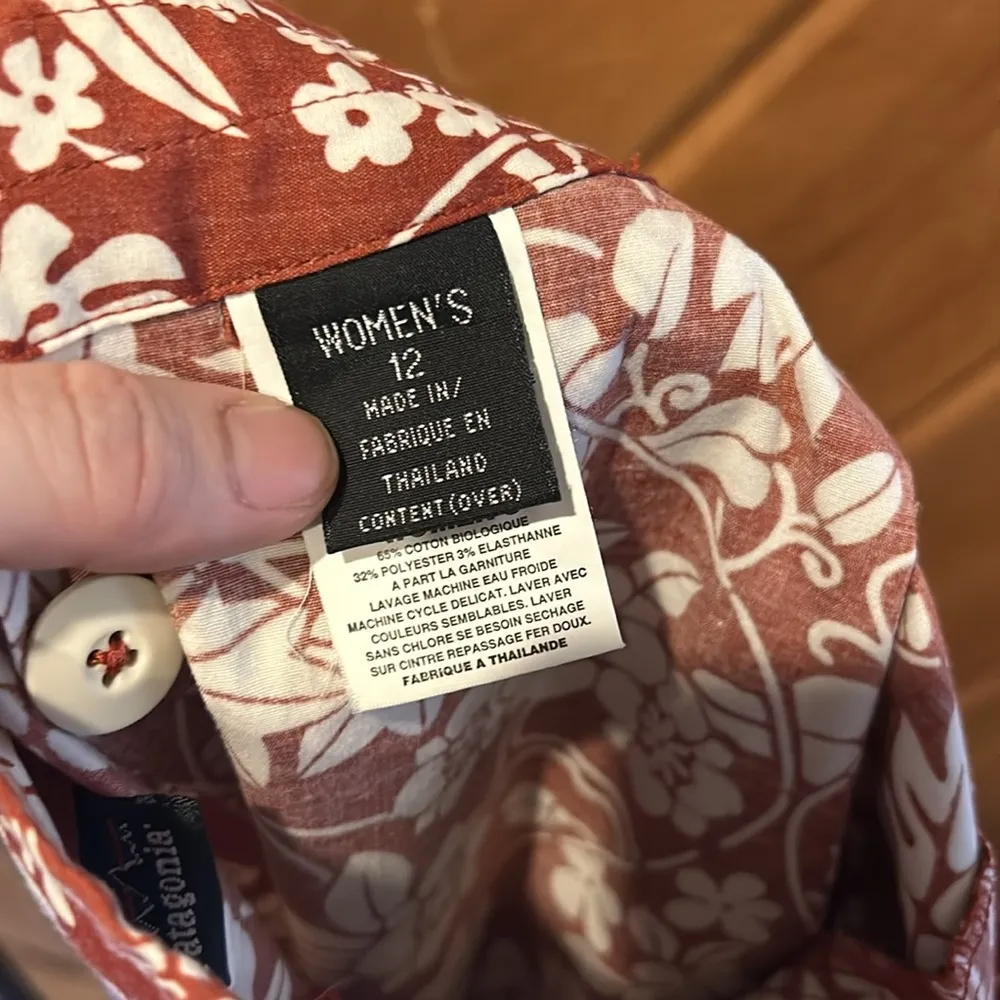 WOMEN'S
12
MADE IN/
FABRIQUE EN
THAILAND
CONTENT(OVER)
65% COTON BIOLOGIQUE
32% POLYESTER 3% ELASTHANNE
A PART LA GARNITURE
LAVAGE MACHINE EAU FROIDE
MACHINE CYCLE DELICAT. LAVER AVEC
COULEURS SEMBLABLES. LAVER
SANS CHLORE SE BESOIN SECHAGE
SUR CINTRE REPASSAGE FER DOUX.
FABRIQUE A THAILANDE
atagonia